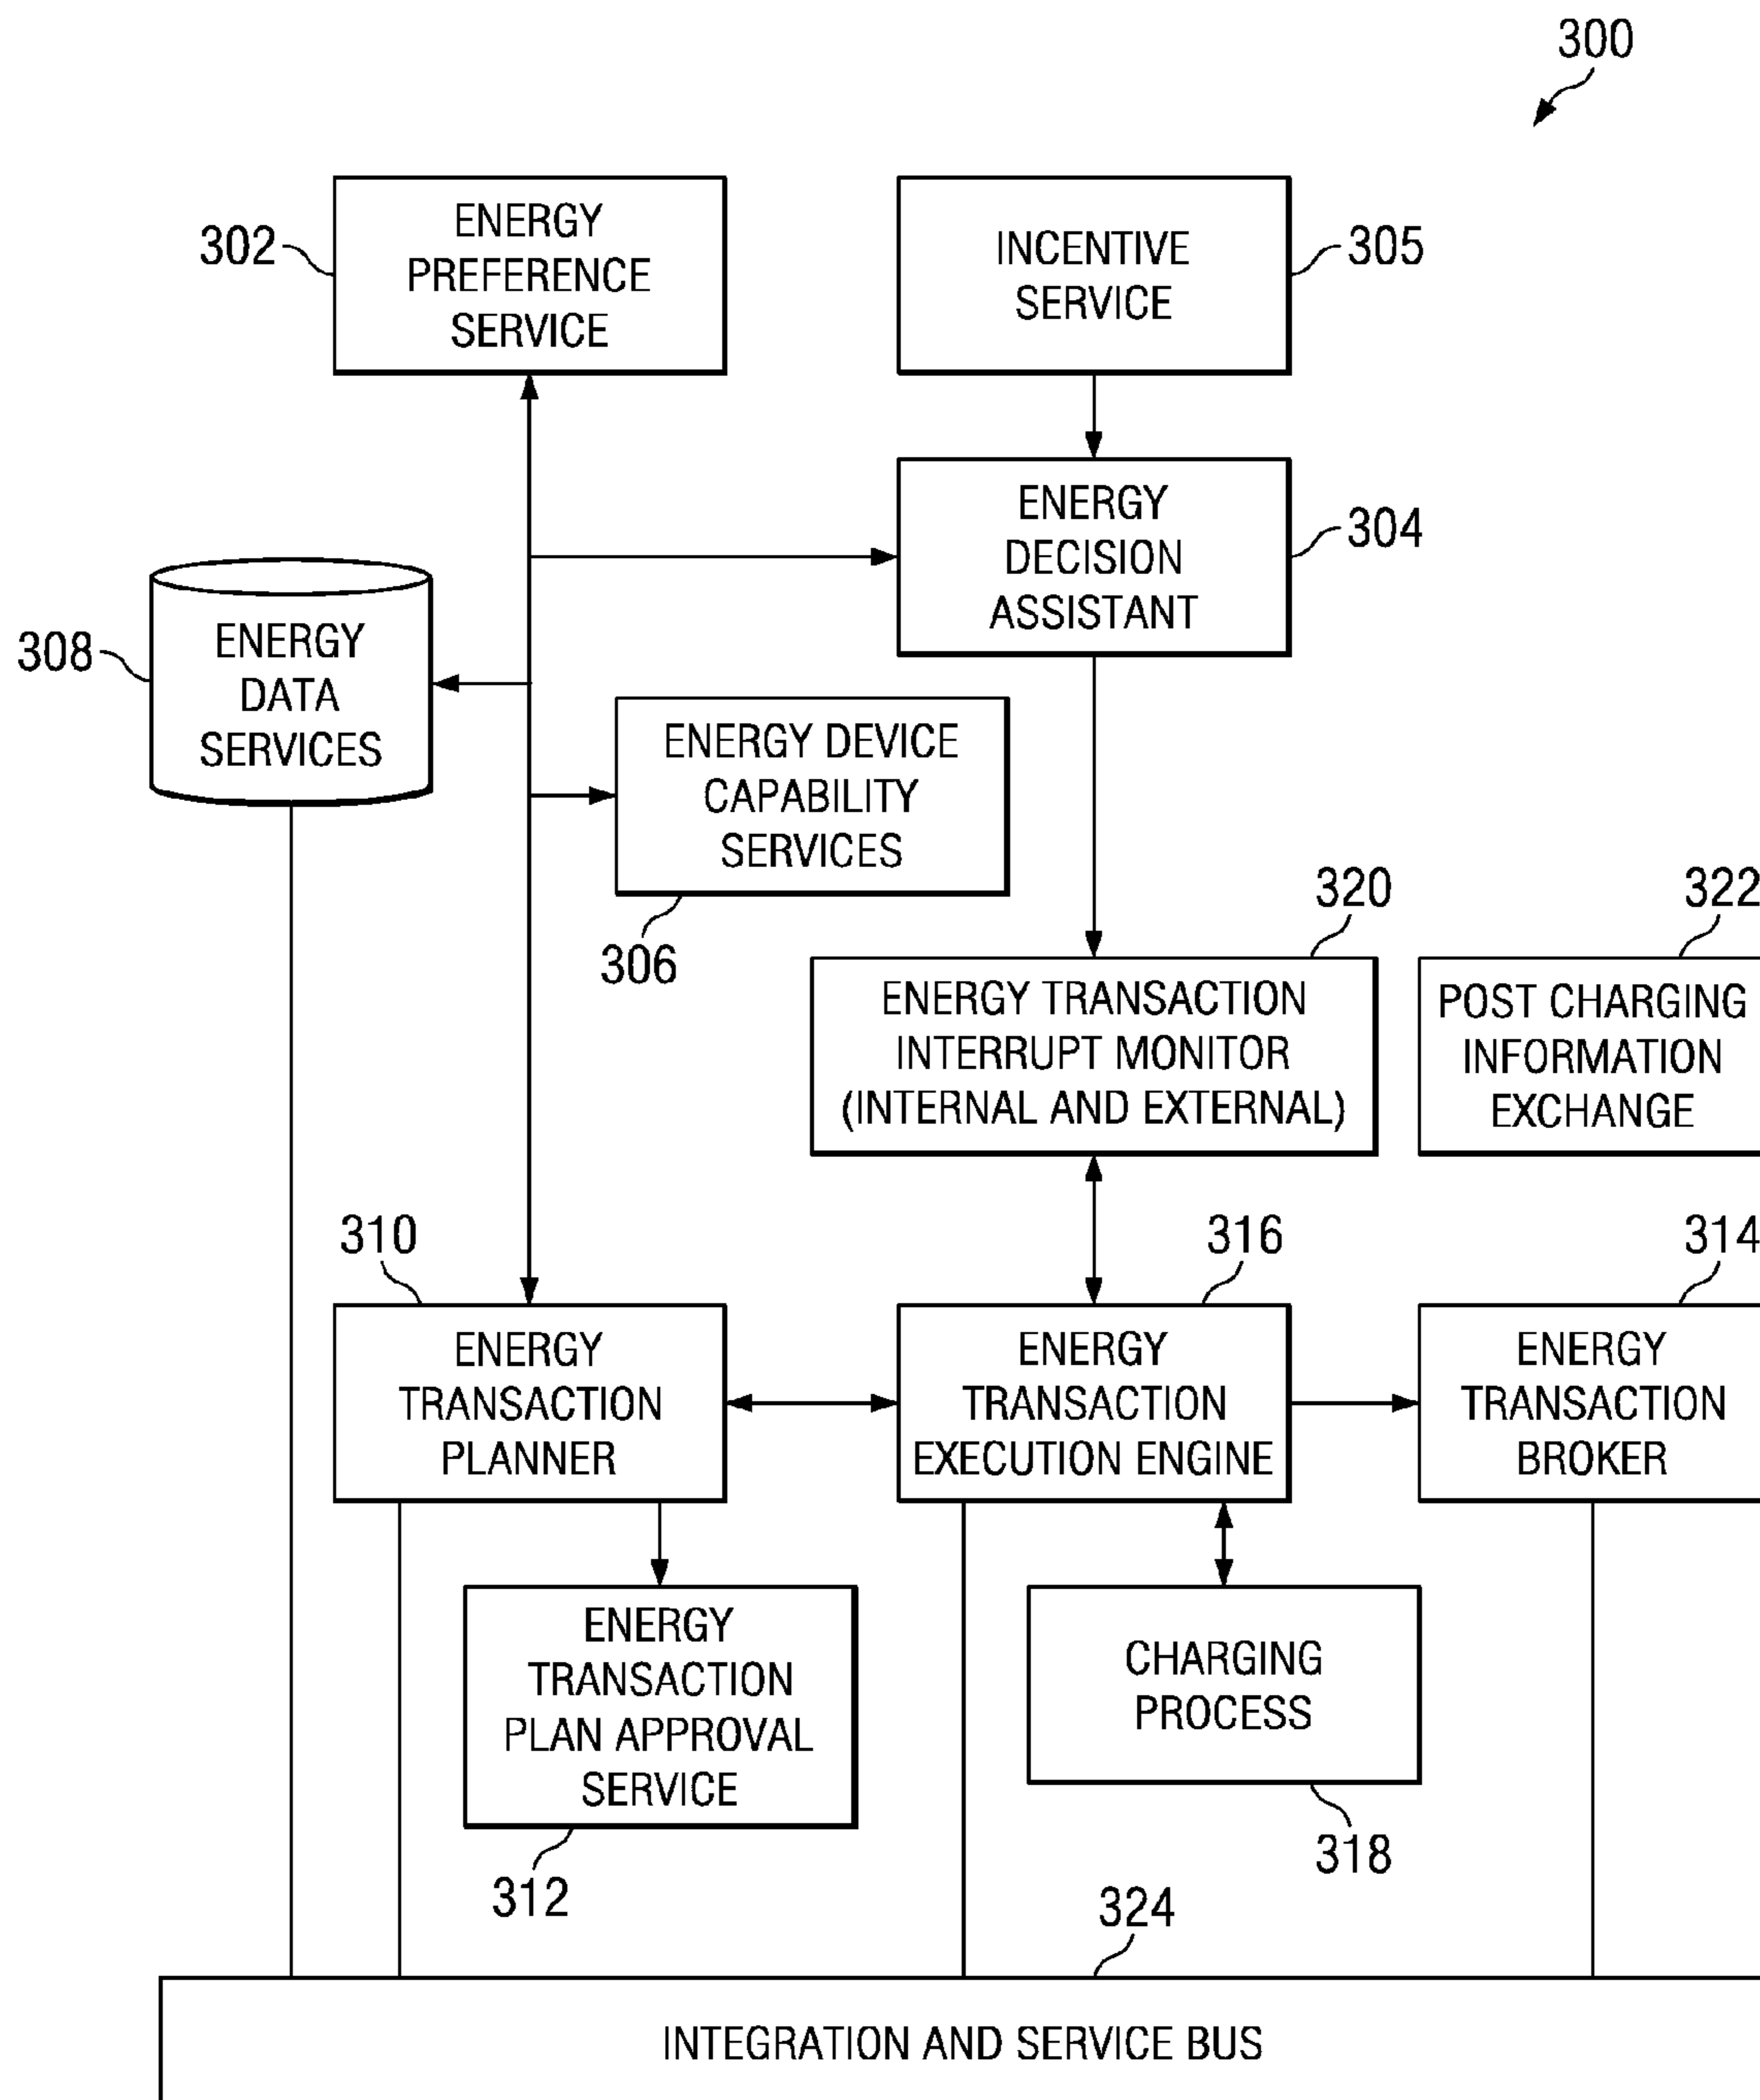 300
302
ENERGY
PREFERENCE
SERVICE
INCENTIVE
SERVICE
305
ENERGY
DECISION
ASSISTANT
304
308
ENERGY
DATA
SERVICES
ENERGY DEVICE
CAPABILITY
SERVICES
306
320
ENERGY TRANSACTION
INTERRUPT MONITOR
(INTERNAL AND EXTERNAL)
322
POST CHARGING
INFORMATION
EXCHANGE
310
ENERGY
TRANSACTION
PLANNER
316
ENERGY
TRANSACTION
EXECUTION ENGINE
314
ENERGY
TRANSACTION
BROKER
ENERGY
TRANSACTION
PLAN APPROVAL
SERVICE
312
CHARGING
PROCESS
318
324
INTEGRATION AND SERVICE BUS